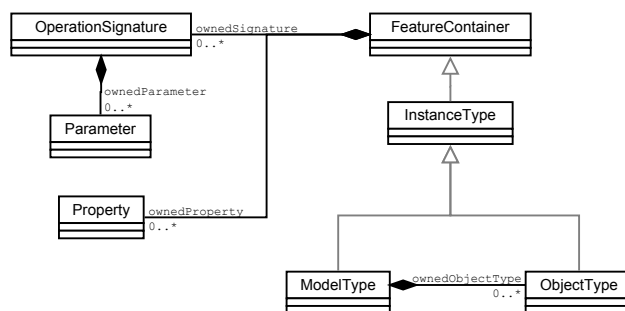 OperationSignature
ownedSignature
0..*
FeatureContainer
ownedParameter
0..*
Parameter
InstanceType
Property
ownedProperty
0..*
ModelType
ownedObjectType
0..*
ObjectType